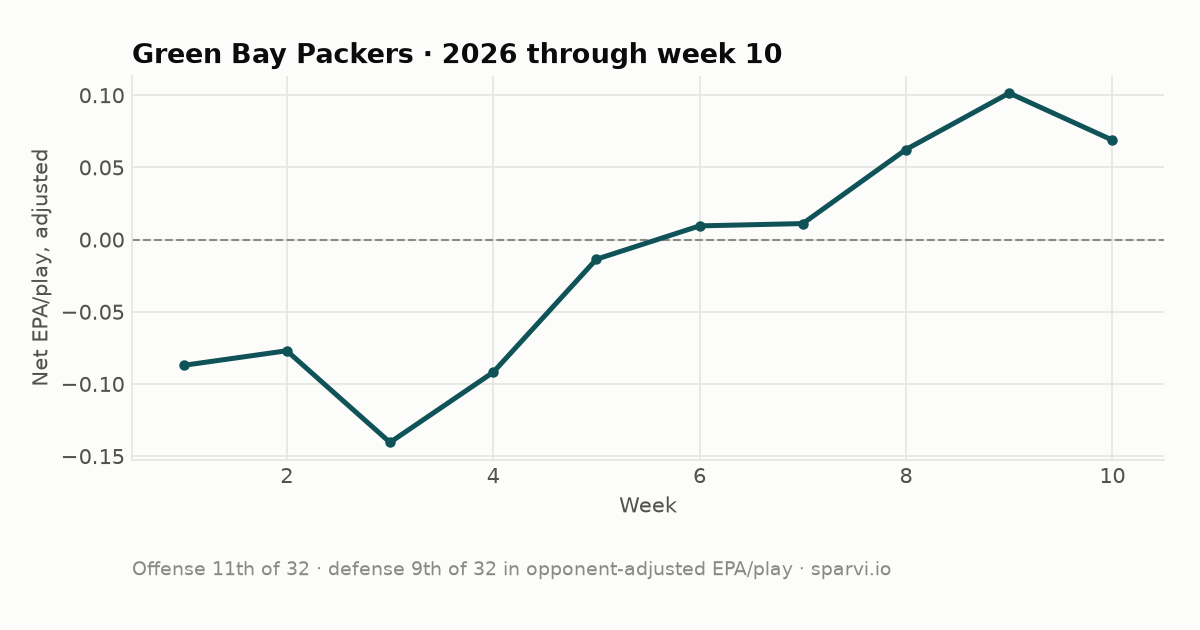 Green Bay Packers · 2026 through week 10
Net EPA/play, adjusted
0.10
0.05
0.00
−0.05
−0.10
−0.15
2 4 6 8 10
Week
Offense 11th of 32 · defense 9th of 32 in opponent-adjusted EPA/play · sparvi.io